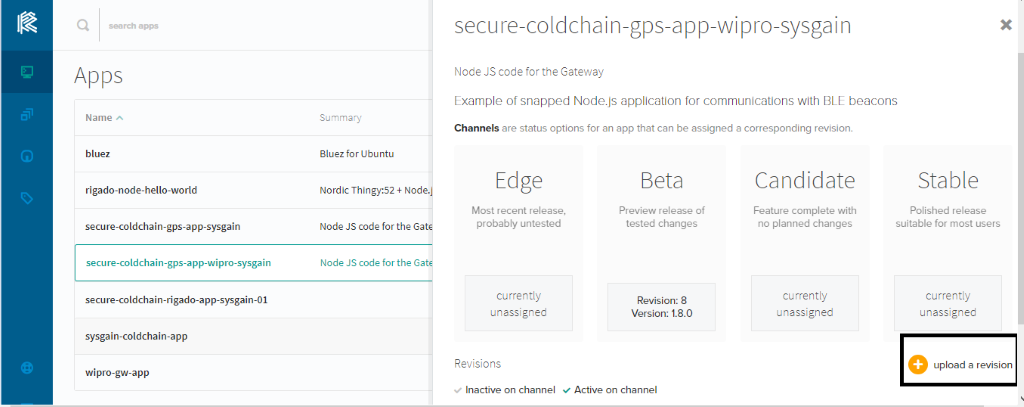 search apps
Apps
Name Summary
bluez Bluez for Ubuntu
rigado-node-hello-world Nordic Thingy:52 + Node.j
secure-coldchain-gps-app-sysgain Node JS code for the Gate
secure-coldchain-gps-app-wipro-sysgain Node JS code for the Gate
secure-coldchain-rigado-app-sysgain-01
sysgain-coldchain-app
wipro-gw-app
secure-coldchain-gps-app-wipro-sysgain
Node JS code for the Gateway
Example of snapped Node.js application for communications with BLE beacons
Channels are status options for an app that can be assigned a corresponding revision.
Edge
Most recent release,
probably untested
currently
unassigned
Beta
Preview release of
tested changes
Revision: 8
Version: 1.8.0
Candidate
Feature complete with
no planned changes
currently
unassigned
Stable
Polished release
suitable for most users
currently
unassigned
Revisions
upload a revision
Inactive on channel Active on channel